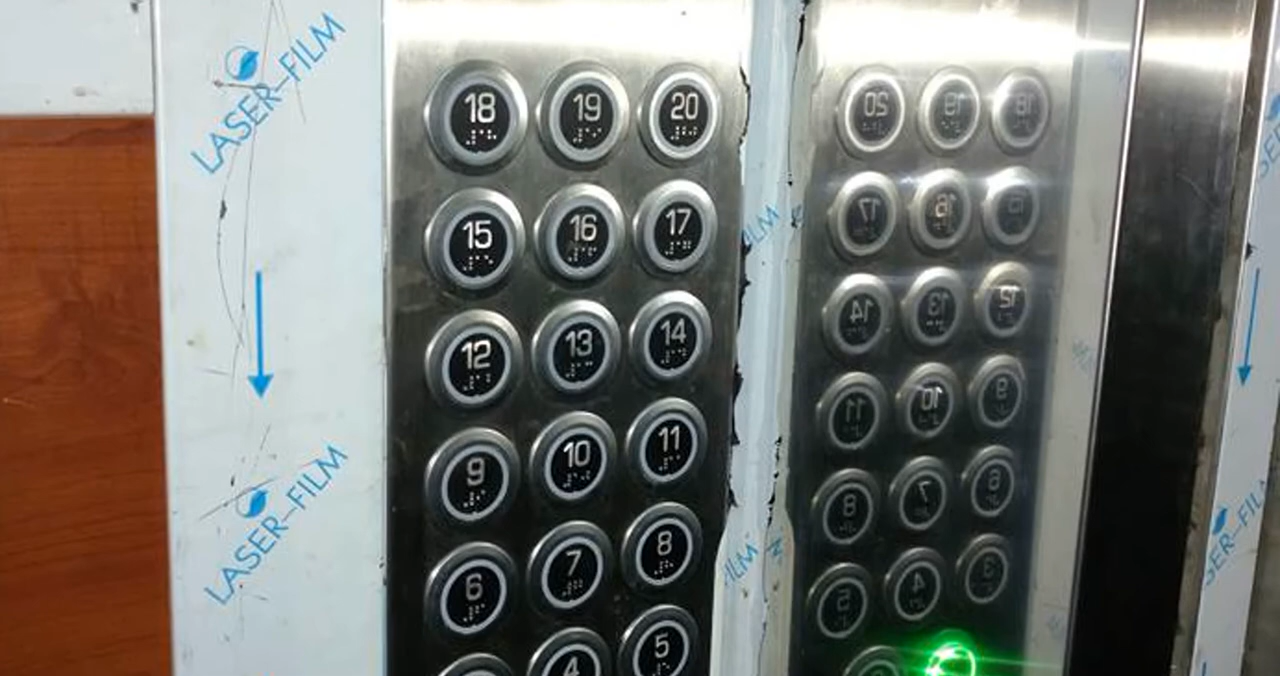 LASER-FILM
18 19 20
15 16 17
12 13 14
9 10 11
6 7 8
4 5
LASER-FILM
FILM
FILM
20 19 18
17 16 15
14 13 12
11 10 9
8 7 6
5 4 3
SER-FILM